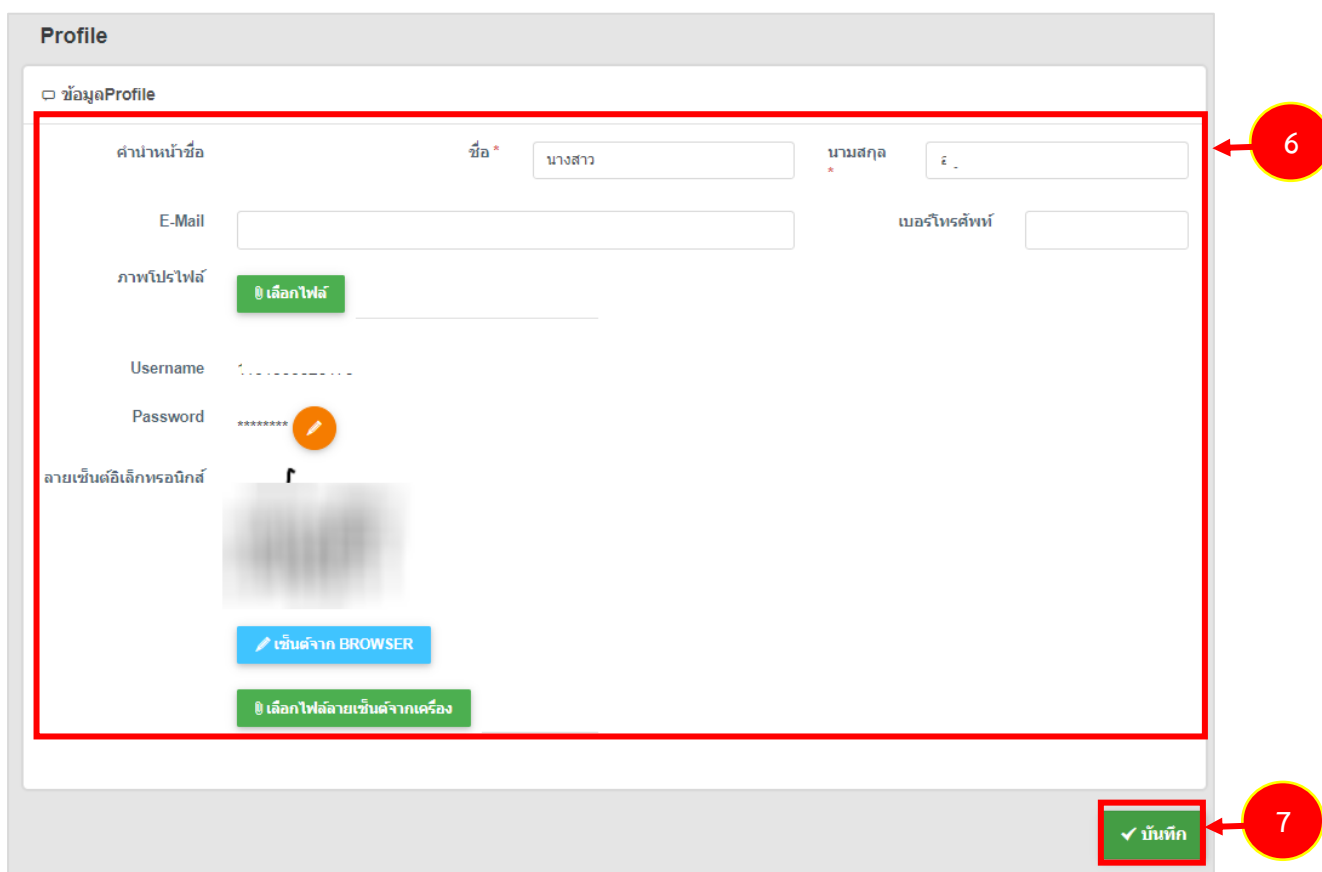 Profile
ข้อมูลProfile
คำนำหน้าชื่อ ชื่อ * นางสาว นามสกุล *
6
E-Mail เบอร์โทรศัพท์
ภาพโปรไฟล์ เลือกไฟล์
Username
Password ********
ลายเซ็นต์อิเล็กทรอนิกส์
เซ็นต์จาก BROWSER
เลือกไฟล์ลายเซ็นต์จากเครื่อง
บันทึก 7